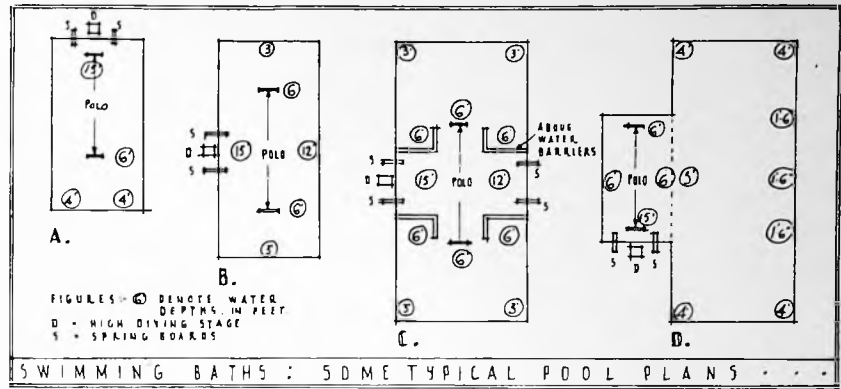 D
S S
15'
POLO
6'
4' 4'
A.
3
6
S
D 15 POLO 12'
S
6
5
B.
3' 3'
6'
6' 6'
ABOVE
WATER
BARRIERS
S
D 15' POLO 12' S
S S
6' 6'
6'
5' 5'
C.
4' 4'
6'
1·6"
6' POLO 6' 5' 1·6"
15' 1·6"
S D S
4' 4'
D.
FIGURES - 6' DENOTE WATER
DEPTHS. IN FEET
D - HIGH DIVING STAGE
S - SPRING BOARDS
SWIMMING BATHS : SOME TYPICAL POOL PLANS - - -